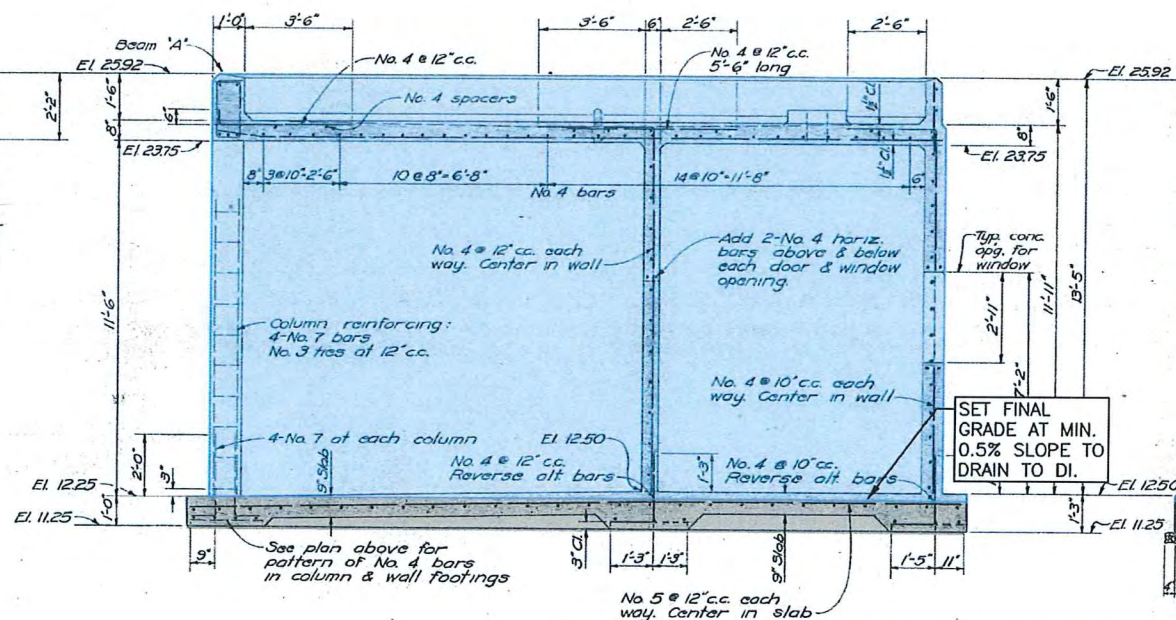 1'-0"
3'-6"
3'-6"
6"
2'-6"
2'-6"
Beam "A"
El. 25.92
No. 4 @ 12" c.c.
No. 4 @ 12" c.c.
5'-6" long
El. 25.92
2'-2"
1'-6"
6"
8"
No. 4 spacers
1½" Cl.
1'-6"
8"
El. 23.75
El. 23.75
1½" Cl.
8"
3@10"=2'-6"
10 @ 8"=6'-8"
No. 4 bars
14@10"=11'-8"
6"
No. 4 @ 12" c.c. each
way. Center in wall
Add 2-No. 4 horiz.
bars above & below
each door & window
opening.
Typ. conc.
opg. for
window
11'-6"
2'-11"
11'-11"
13'-5"
7'-2"
Column reinforcing:
4-No. 7 bars
No. 3 ties at 12" c.c.
No. 4 @ 10" c.c. each
way. Center in wall
SET FINAL
GRADE AT MIN.
0.5% SLOPE TO
DRAIN TO DI.
4-No. 7 at each column
El. 12.50
2'-0"
3"
9" Slab
No. 4 @ 12" c.c.
Reverse alt. bars
1'-3"
No. 4 @ 10" c.c.
Reverse alt. bars
El. 12.25
El. 12.50
1'-0"
1'-3"
El. 11.25
El. 11.25
9"
See plan above for
pattern of No. 4 bars
in column & wall footings
3" Cl.
1'-3"
1'-3"
9" Slab
1'-5"
11"
No. 5 @ 12" c.c. each
way. Center in slab